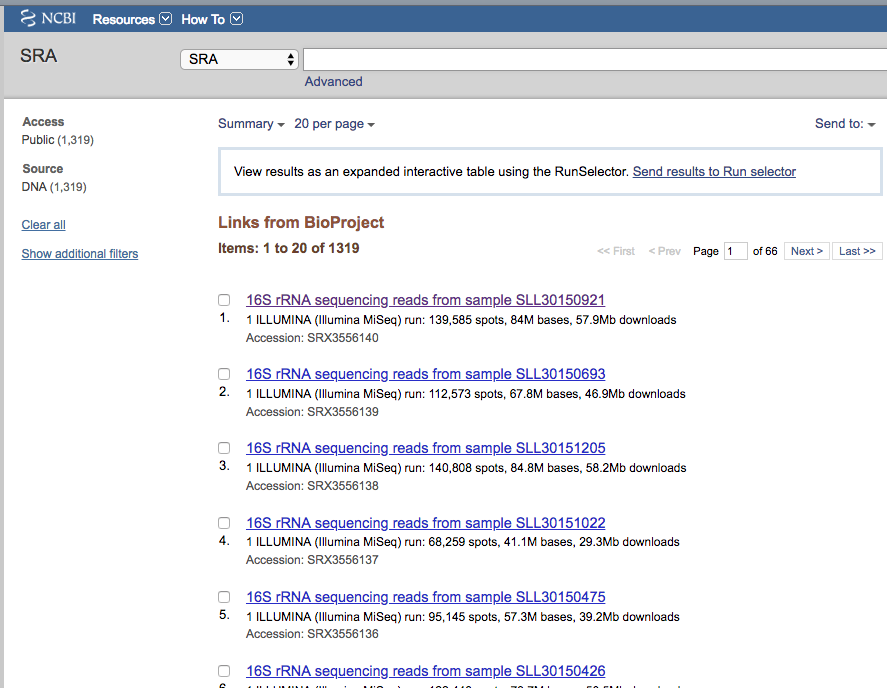 NCBI Resources How To
SRA
SRA
Advanced
Access
Public (1,319)
Source
DNA (1,319)
Clear all
Show additional filters
Summary 20 per page Send to:
View results as an expanded interactive table using the RunSelector. Send results to Run selector
Links from BioProject
Items: 1 to 20 of 1319
<< First < Prev Page 1 of 66 Next > Last >>
16S rRNA sequencing reads from sample SLL30150921
1. 1 ILLUMINA (Illumina MiSeq) run: 139,585 spots, 84M bases, 57.9Mb downloads
Accession: SRX3556140
16S rRNA sequencing reads from sample SLL30150693
2. 1 ILLUMINA (Illumina MiSeq) run: 112,573 spots, 67.8M bases, 46.9Mb downloads
Accession: SRX3556139
16S rRNA sequencing reads from sample SLL30151205
3. 1 ILLUMINA (Illumina MiSeq) run: 140,808 spots, 84.8M bases, 58.2Mb downloads
Accession: SRX3556138
16S rRNA sequencing reads from sample SLL30151022
4. 1 ILLUMINA (Illumina MiSeq) run: 68,259 spots, 41.1M bases, 29.3Mb downloads
Accession: SRX3556137
16S rRNA sequencing reads from sample SLL30150475
5. 1 ILLUMINA (Illumina MiSeq) run: 95,145 spots, 57.3M bases, 39.2Mb downloads
Accession: SRX3556136
16S rRNA sequencing reads from sample SLL30150426